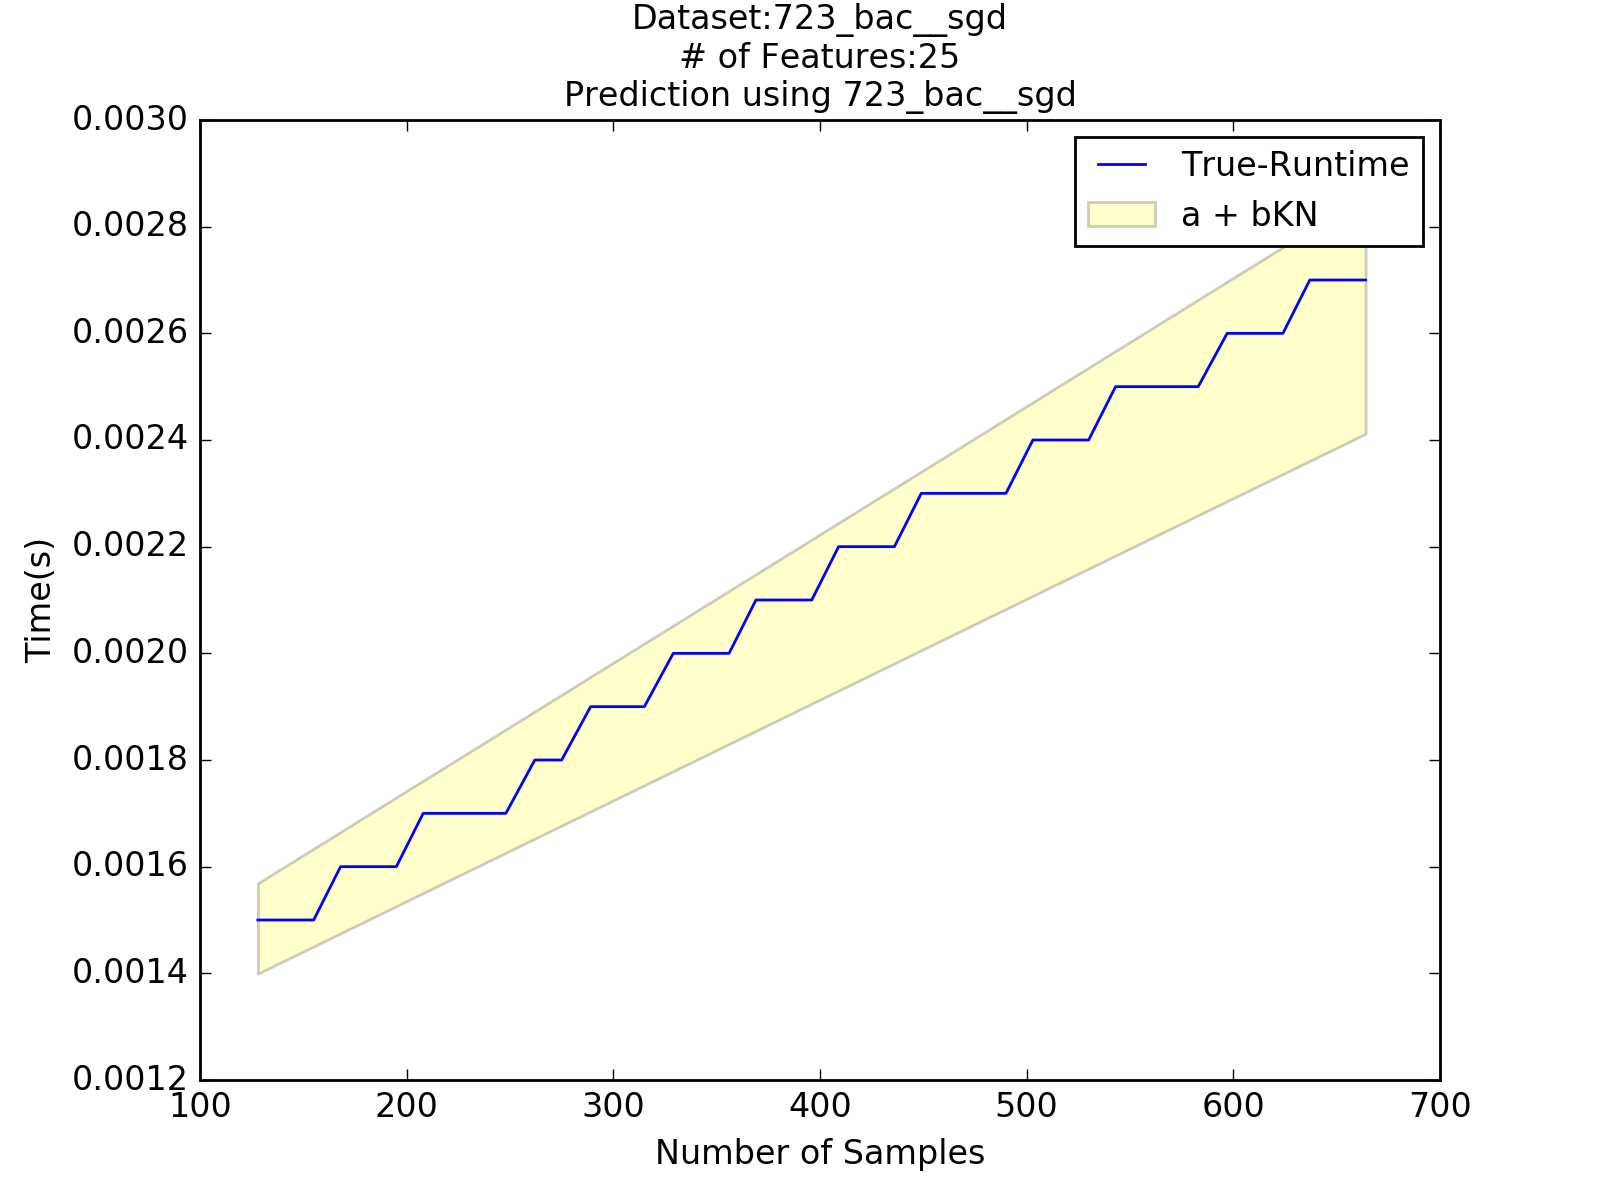 Dataset:723_bac__sgd
# of Features:25
Prediction using 723_bac__sgd
0.0030
0.0028
0.0026
0.0024
0.0022
0.0020
0.0018
0.0016
0.0014
0.0012
Time(s)
True-Runtime
a + bKN
100 200 300 400 500 600 700
Number of Samples